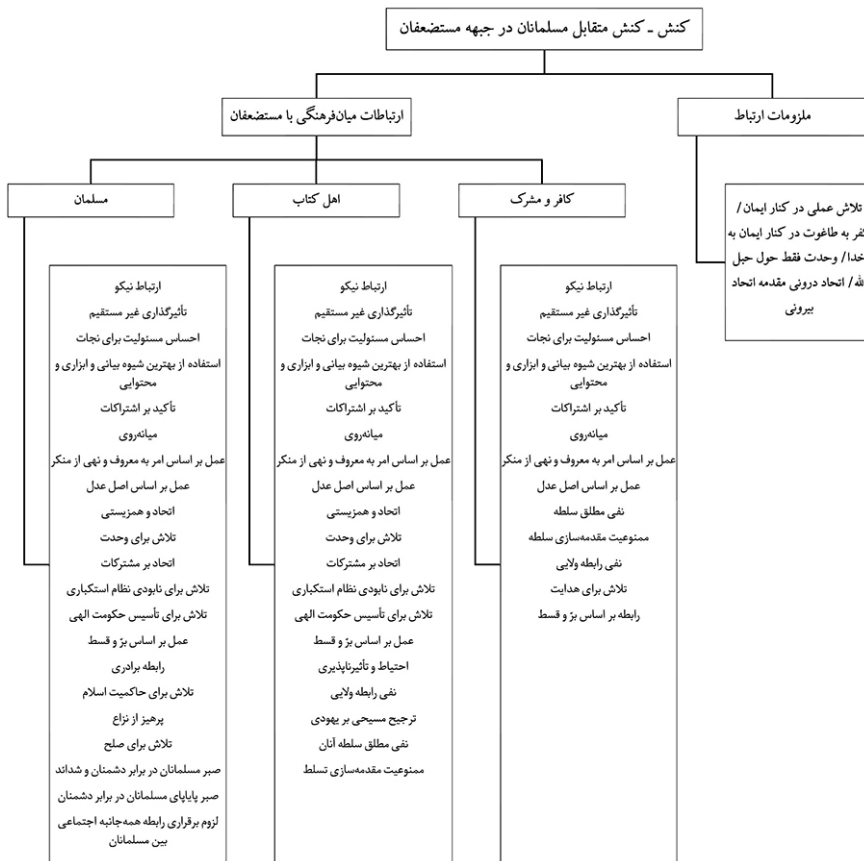 کنش ـ کنش متقابل مسلمانان در جبهه مستضعفان
ملزومات ارتباط
ارتباطات میان‌فرهنگی با مستضعفان
کافر و مشرک
اهل کتاب
مسلمان
تلاش عملی در کنار ایمان /
کفر به طاغوت در کنار ایمان به
خدا / وحدت فقط حول حبل
الله / اتحاد درونی مقدمه اتحاد
بیرونی
ارتباط نیکو
تأثیرگذاری غیر مستقیم
احساس مسئولیت برای نجات
استفاده از بهترین شیوه بیانی و ابزاری و
محتوایی
تأکید بر اشتراکات
میانه‌روی
عمل بر اساس امر به معروف و نهی از منکر
عمل بر اساس اصل عدل
نفی مطلق سلطه
ممنوعیت مقدمه‌سازی سلطه
نفی رابطه ولایی
تلاش برای هدایت
رابطه بر اساس برّ و قسط
ارتباط نیکو
تأثیرگذاری غیر مستقیم
احساس مسئولیت برای نجات
استفاده از بهترین شیوه بیانی و ابزاری و
محتوایی
تأکید بر اشتراکات
میانه‌روی
عمل بر اساس امر به معروف و نهی از منکر
عمل بر اساس اصل عدل
اتحاد و همزیستی
تلاش برای وحدت
اتحاد بر مشترکات
تلاش برای نابودی نظام استکباری
تلاش برای تأسیس حکومت الهی
عمل بر اساس برّ و قسط
احتیاط و تأثیرناپذیری
نفی رابطه ولایی
ترجیح مسیحی بر یهودی
نفی مطلق سلطه آنان
ممنوعیت مقدمه‌سازی تسلط
ارتباط نیکو
تأثیرگذاری غیر مستقیم
احساس مسئولیت برای نجات
استفاده از بهترین شیوه بیانی و ابزاری و
محتوایی
تأکید بر اشتراکات
میانه‌روی
عمل بر اساس امر به معروف و نهی از منکر
عمل بر اساس اصل عدل
اتحاد و همزیستی
تلاش برای وحدت
اتحاد بر مشترکات
تلاش برای نابودی نظام استکباری
تلاش برای تأسیس حکومت الهی
عمل بر اساس برّ و قسط
رابطه برادری
تلاش برای حاکمیت اسلام
پرهیز از نزاع
تلاش برای صلح
صبر مسلمانان در برابر دشمنان و شدائد
صبر پایاپای مسلمانان در برابر دشمنان
لزوم برقراری رابطه همه‌جانبه اجتماعی
بین مسلمانان